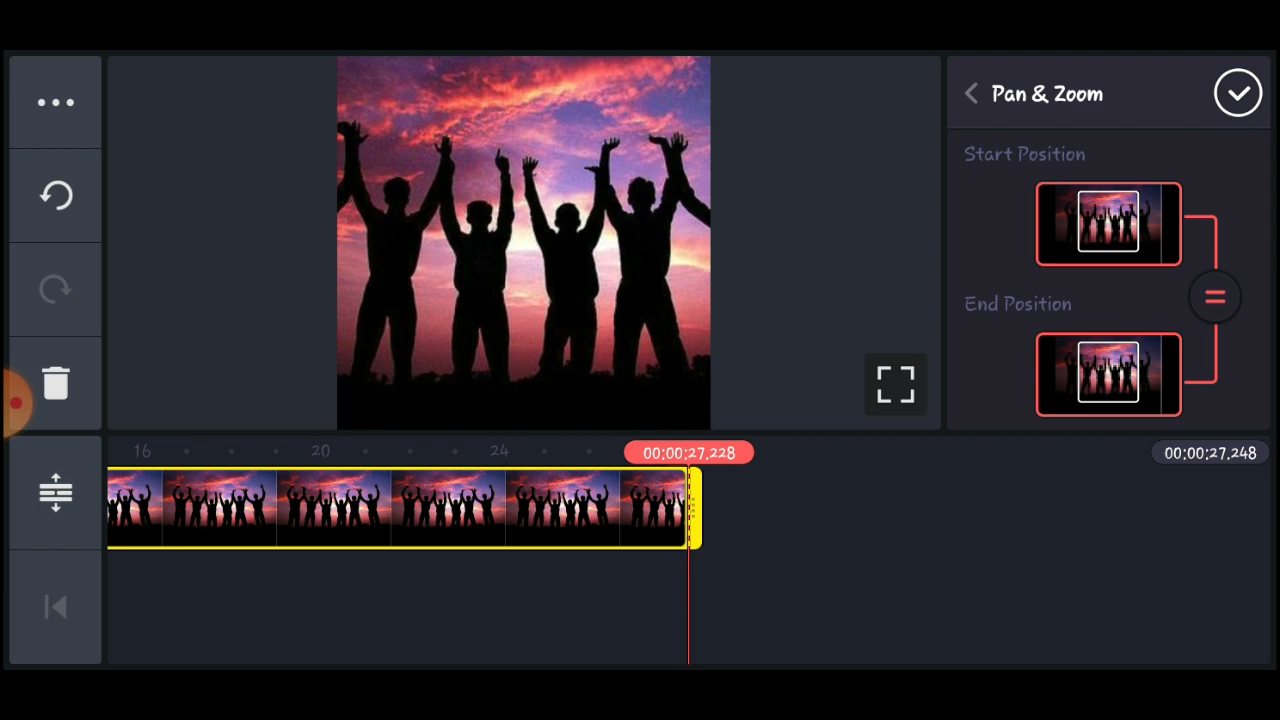 Pan & Zoom
Start Position
End Position
16
20
24
00:00:27.228
00:00:27.248